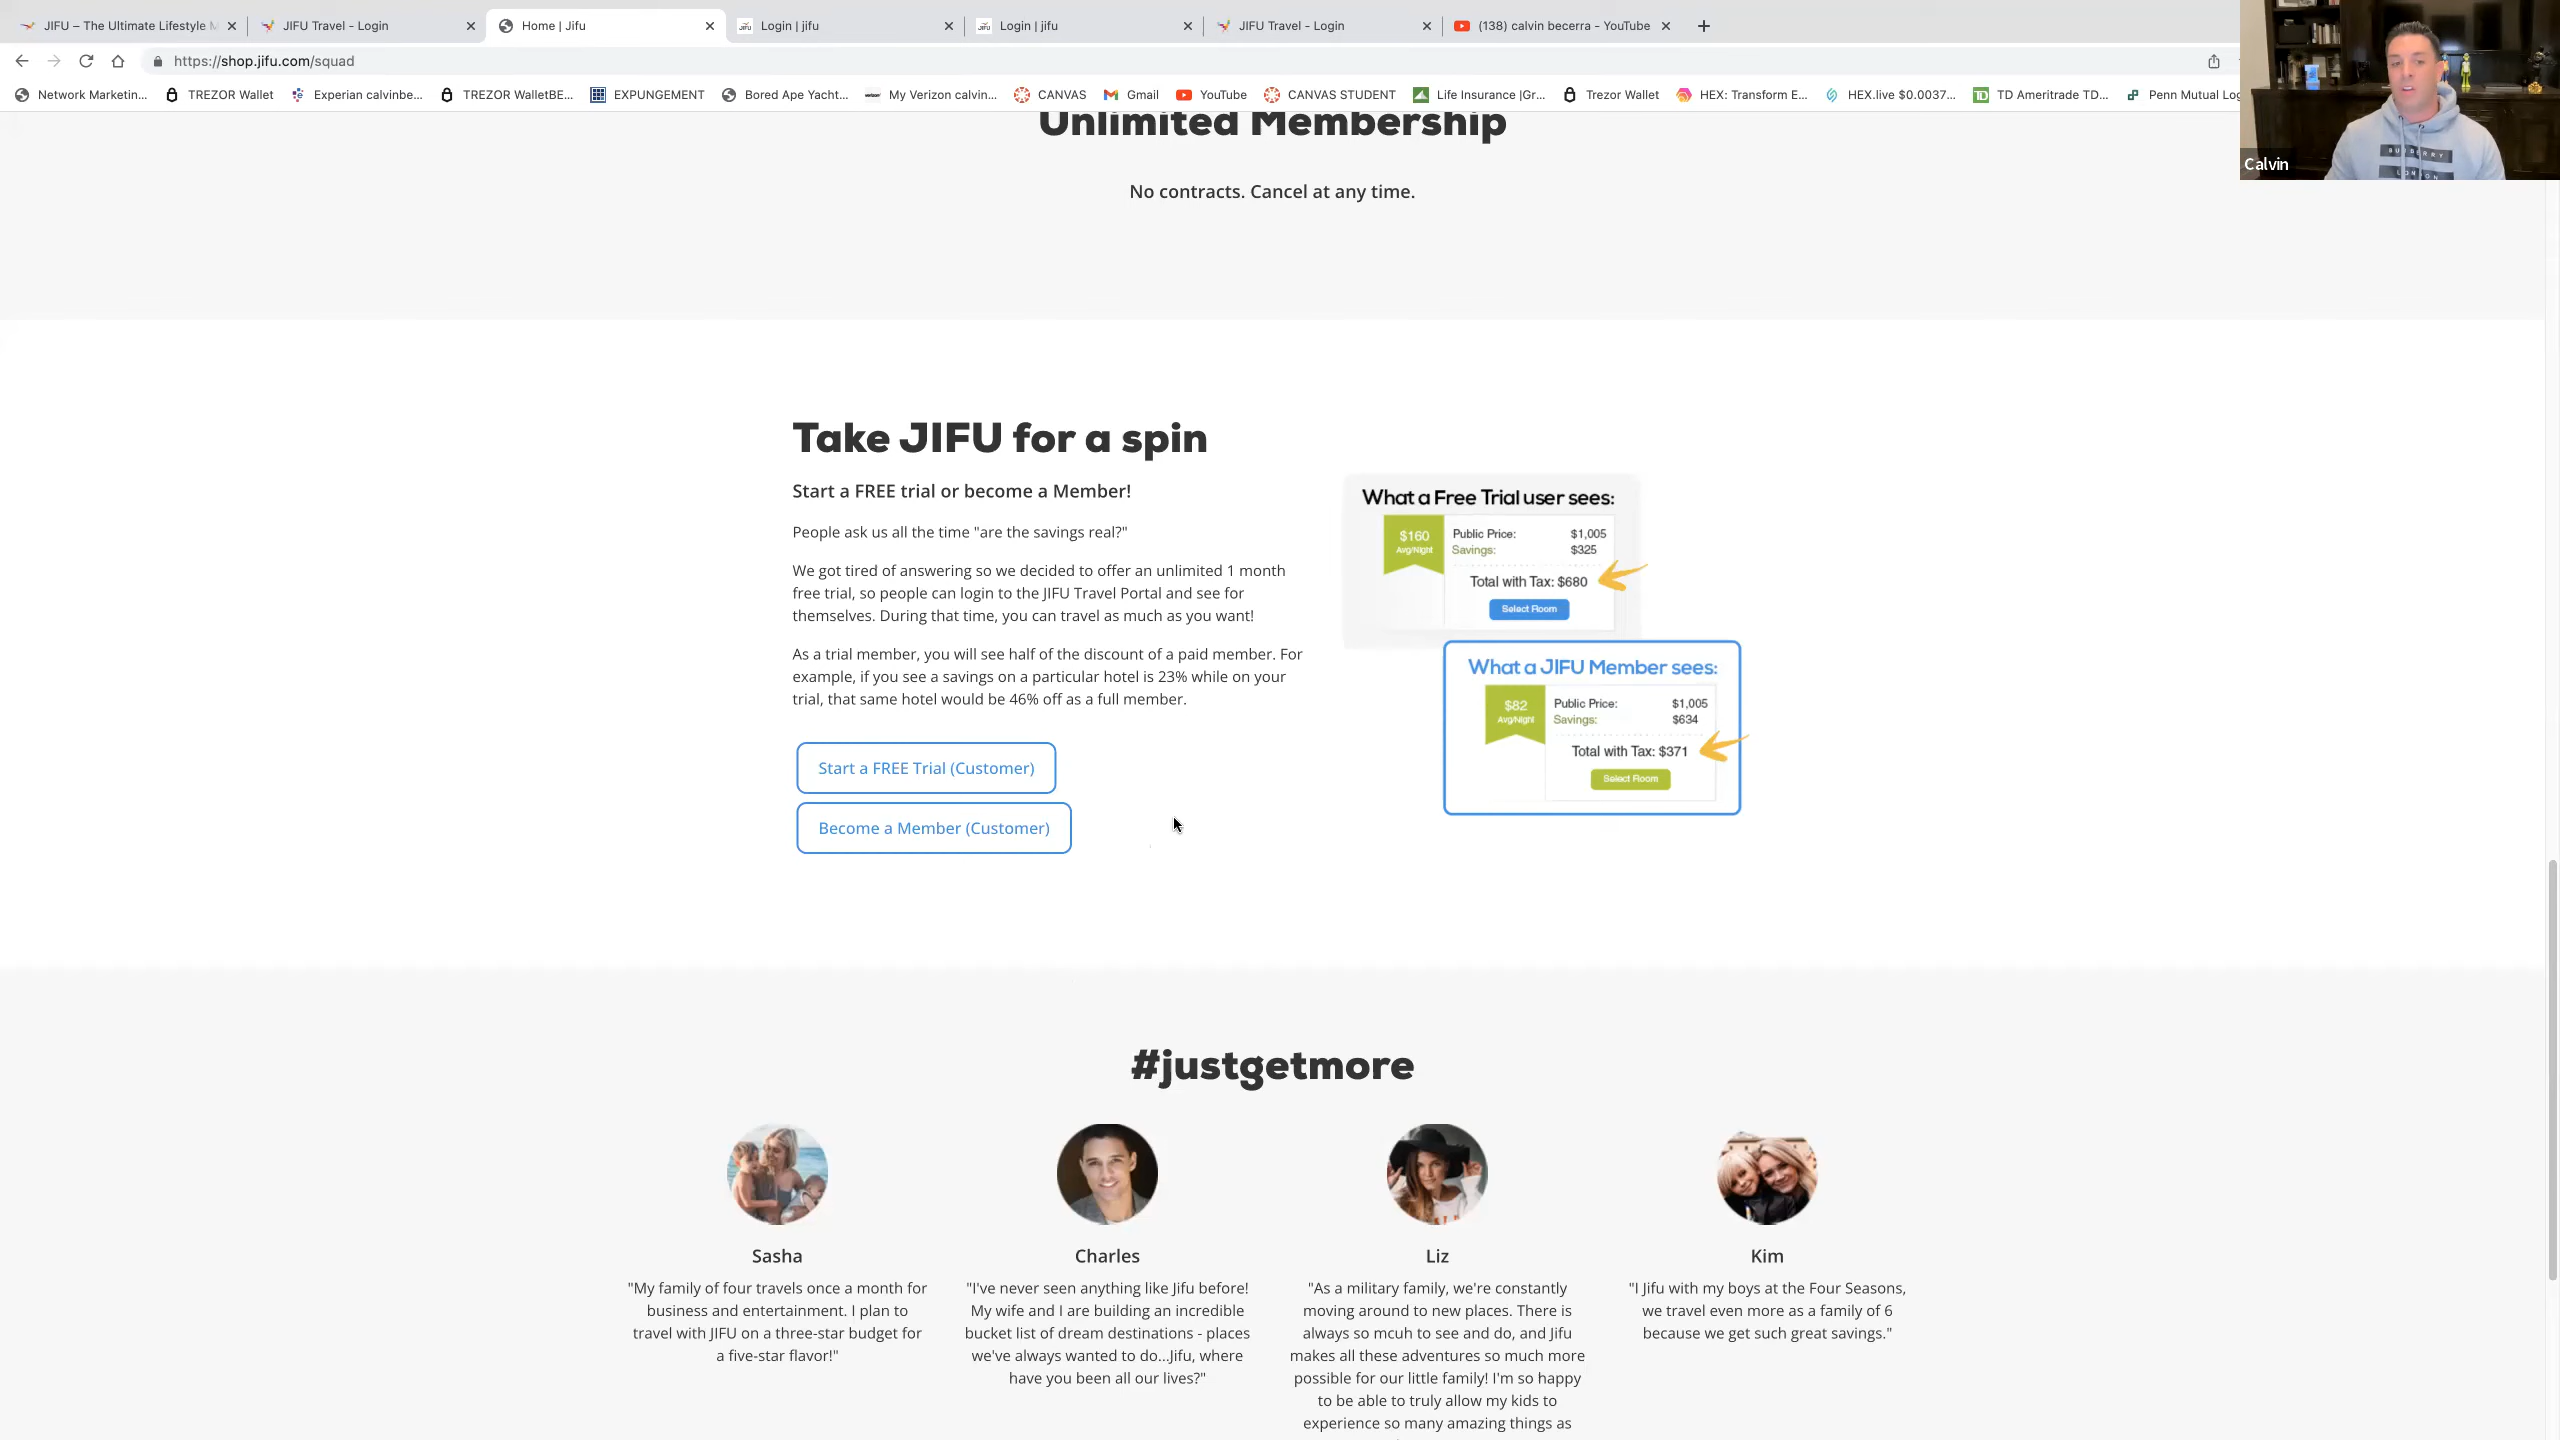 JIFU – The Ultimate Lifestyle
JIFU Travel - Login
Home | Jifu
Login | jifu
Login | jifu
JIFU Travel - Login
(138) calvin becerra - YouTube
https://shop.jifu.com/squad
Network Marketin...
TREZOR Wallet
Experian calvinbe...
TREZOR WalletBE...
EXPUNGEMENT
Bored Ape Yacht...
My Verizon calvin...
CANVAS
Gmail
YouTube
CANVAS STUDENT
Life Insurance |Gr...
Trezor Wallet
HEX: Transform E...
HEX.live $0.0037...
TD Ameritrade TD...
Penn Mutual Log
BURBERRY
LONDON
Calvin
Unlimited Membership
No contracts. Cancel at any time.
Take JIFU for a spin
Start a FREE trial or become a Member!
People ask us all the time "are the savings real?"
We got tired of answering so we decided to offer an unlimited 1 month
free trial, so people can login to the JIFU Travel Portal and see for
themselves. During that time, you can travel as much as you want!
As a trial member, you will see half of the discount of a paid member. For
example, if you see a savings on a particular hotel is 23% while on your
trial, that same hotel would be 46% off as a full member.
Start a FREE Trial (Customer)
Become a Member (Customer)
What a Free Trial user sees:
$160
Avg/Night
Public Price: $1,005
Savings: $325
Total with Tax: $680
Select Room
What a JIFU Member sees:
$82
Avg/Night
Public Price: $1,005
Savings: $634
Total with Tax: $371
Select Room
#justgetmore
Sasha
"My family of four travels once a month for
business and entertainment. I plan to
travel with JIFU on a three-star budget for
a five-star flavor!"
Charles
"I've never seen anything like Jifu before!
My wife and I are building an incredible
bucket list of dream destinations - places
we've always wanted to do...Jifu, where
have you been all our lives?"
Liz
"As a military family, we're constantly
moving around to new places. There is
always so mcuh to see and do, and Jifu
makes all these adventures so much more
possible for our little family! I'm so happy
to be able to truly allow my kids to
experience so many amazing things as
Kim
"I Jifu with my boys at the Four Seasons,
we travel even more as a family of 6
because we get such great savings."